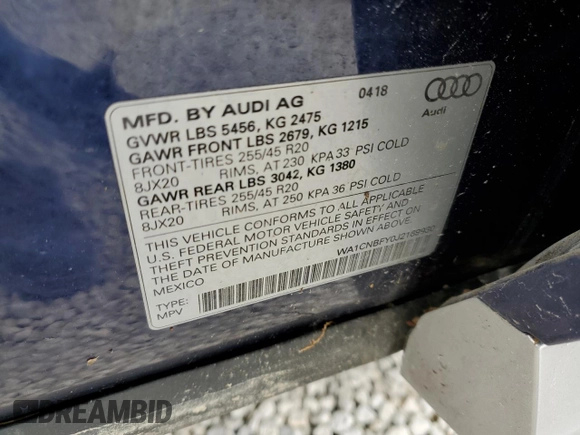 MFD. BY AUDI AG 0418
GVWR LBS 5456, KG 2475
GAWR FRONT LBS 2679, KG 1215
FRONT-TIRES 255/45 R20
8JX20 RIMS, AT 230 KPA 33 PSI COLD
GAWR REAR LBS 3042, KG 1380
REAR-TIRES 255/45 R20
8JX20 RIMS, AT 250 KPA 36 PSI COLD
Audi
THIS VEHICLE CONFORMS TO ALL APPLICABLE
U.S. FEDERAL MOTOR VEHICLE SAFETY AND
THEFT PREVENTION STANDARDS IN EFFECT ON
THE DATE OF MANUFACTURE SHOWN ABOVE.
MEXICO
TYPE:
MPV
DREAMBID